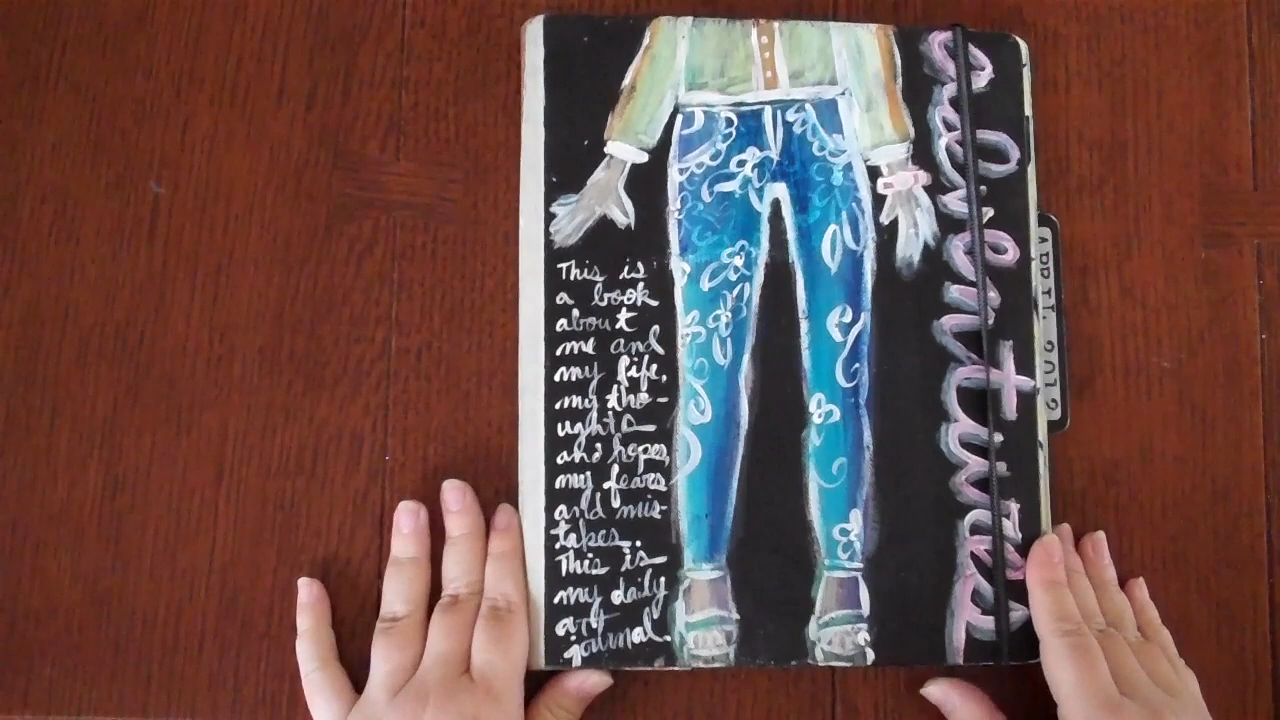 This is
a book
about
me and
my life,
my tho-
ughts
and hopes,
my fears
and mis-
takes.
This is
my daily
art
journal.
adventures
APRIL, 2012